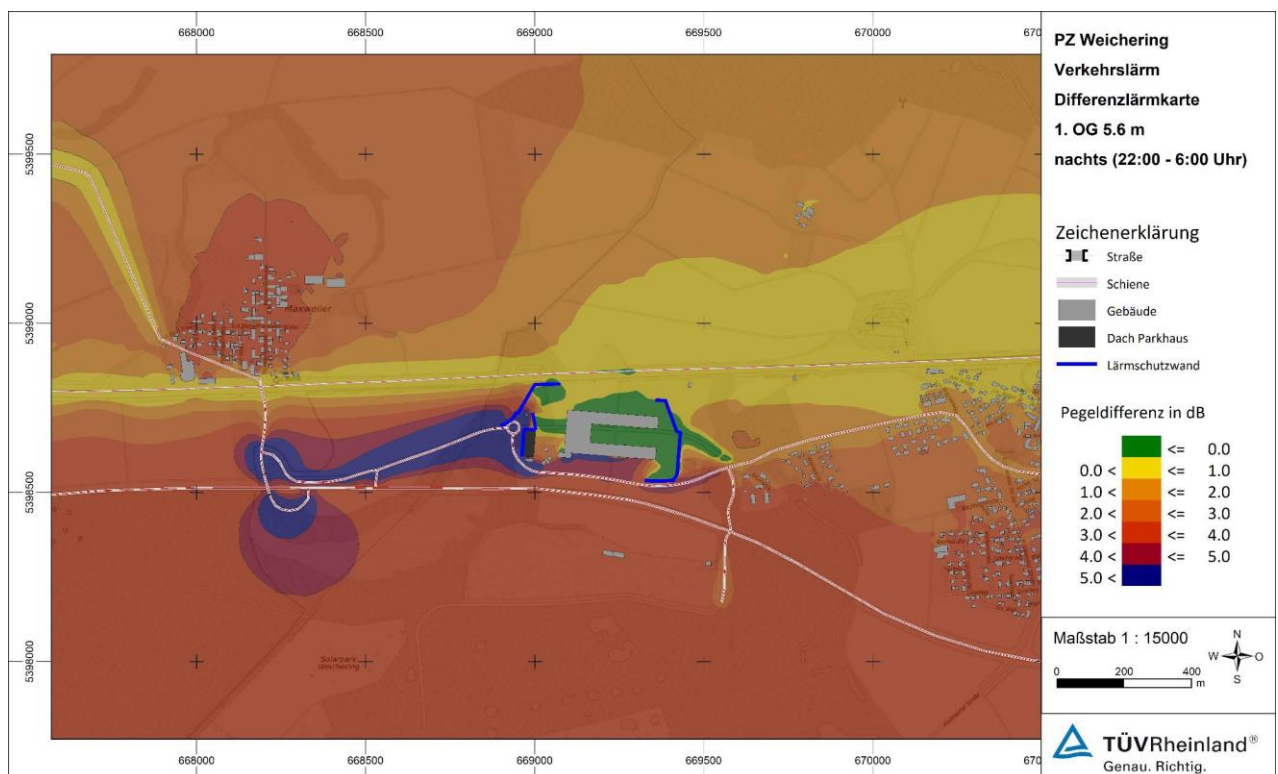 668000 668500 669000 669500 670000 670
PZ Weichering
Verkehrslärm
Differenzlärmkarte
1. OG 5.6 m
nachts (22:00 - 6:00 Uhr)
5399500
5399000
5398500
5398000
Maxweiler
Solarpark
Weichering
668000 668500 669000 669500 670000 670
Zeichenerklärung
Straße
Schiene
Gebäude
Dach Parkhaus
Lärmschutzwand
Pegeldifferenz in dB
<= 0.0
0.0 < <= 1.0
1.0 < <= 2.0
2.0 < <= 3.0
3.0 < <= 4.0
4.0 < <= 5.0
5.0 <
Maßstab 1 : 15000
N
W O
S
0 200 400
m
TÜVRheinland®
Genau. Richtig.